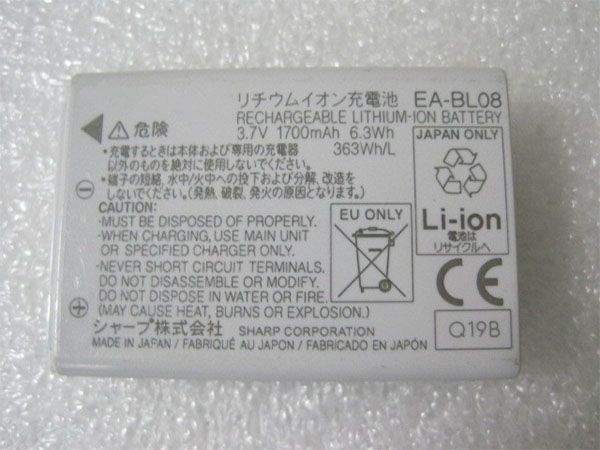 リチウムイオン充電池 EA-BL08
RECHARGEABLE LITHIUM-ION BATTERY
3.7V 1700mAh 6.3Wh
363Wh/L
危険
・充電するときは本体および専用の充電器
以外のものを絶対に使用しないでください。
・端子の短絡、水中/火中への投下および分解、改造を
しないでください。(発熱、破裂、発火の原因となります。)
CAUTION:
·MUST BE DISPOSED OF PROPERLY.
·WHEN CHARGING, USE MAIN UNIT
OR SPECIFIED CHARGER ONLY.
·NEVER SHORT CIRCUIT TERMINALS.
DO NOT DISASSEMBLE OR MODIFY.
DO NOT DISPOSE IN WATER OR FIRE.
(MAY CAUSE HEAT, BURNS OR EXPLOSION.)
シャープ株式会社 SHARP CORPORATION
MADE IN JAPAN / FABRIQUÉ AU JAPON / FABRICADO EN JAPÓN
EU ONLY
JAPAN ONLY
Li-ion
電池は
リサイクルへ
CE
Q19B